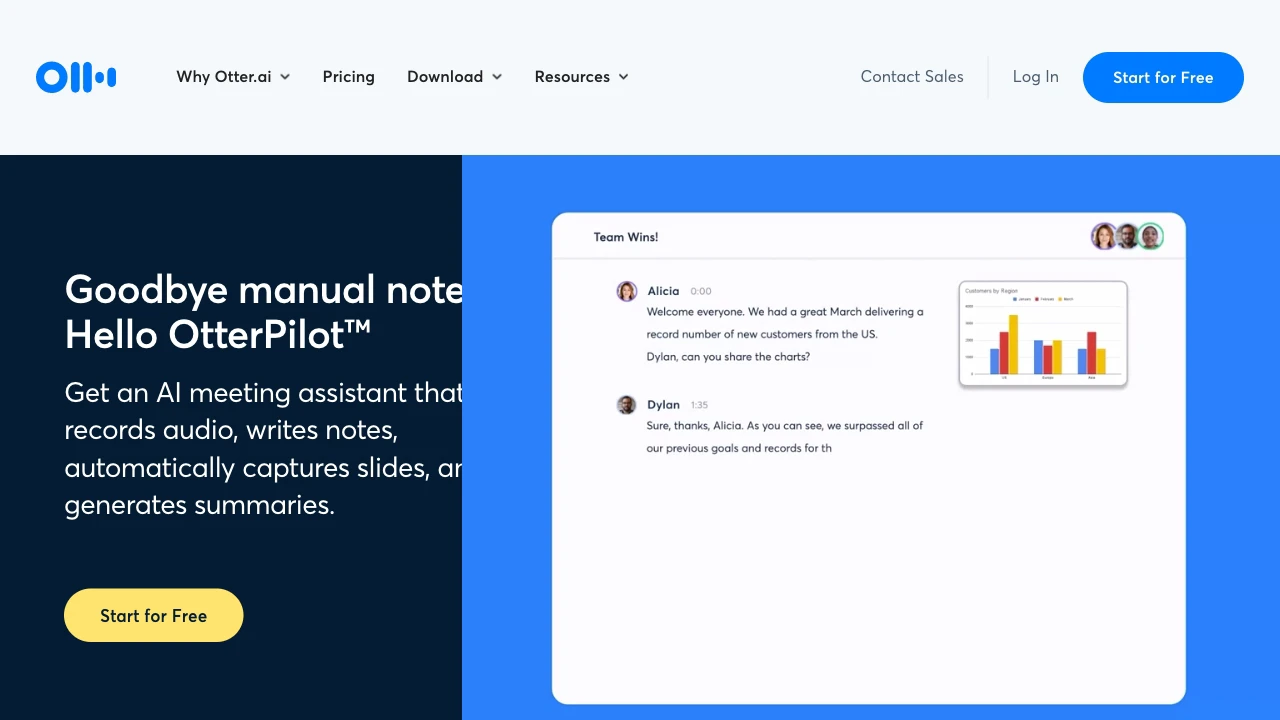 Why Otter.ai
Pricing
Download
Resources
Contact Sales
Log In
Start for Free
Goodbye manual note
Hello OtterPilot™
Get an AI meeting assistant that
records audio, writes notes,
automatically captures slides, ar
generates summaries.
Start for Free
Team Wins!
Alicia 0:00
Welcome everyone. We had a great March delivering a
record number of new customers from the US.
Dylan, can you share the charts?
Customers by Region
January February March
Dylan 1:35
Sure, thanks, Alicia. As you can see, we surpassed all of
our previous goals and records for th